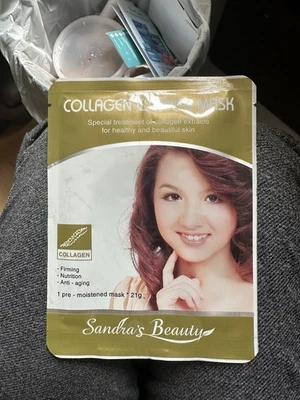 COLLAGEN MASK
Special treatment of collagen extracts
for healthy and beautiful skin
COLLAGEN
- Firming
- Nutrition
- Anti - aging
1 pre - moistened mask * 21g
Sandra's Beauty